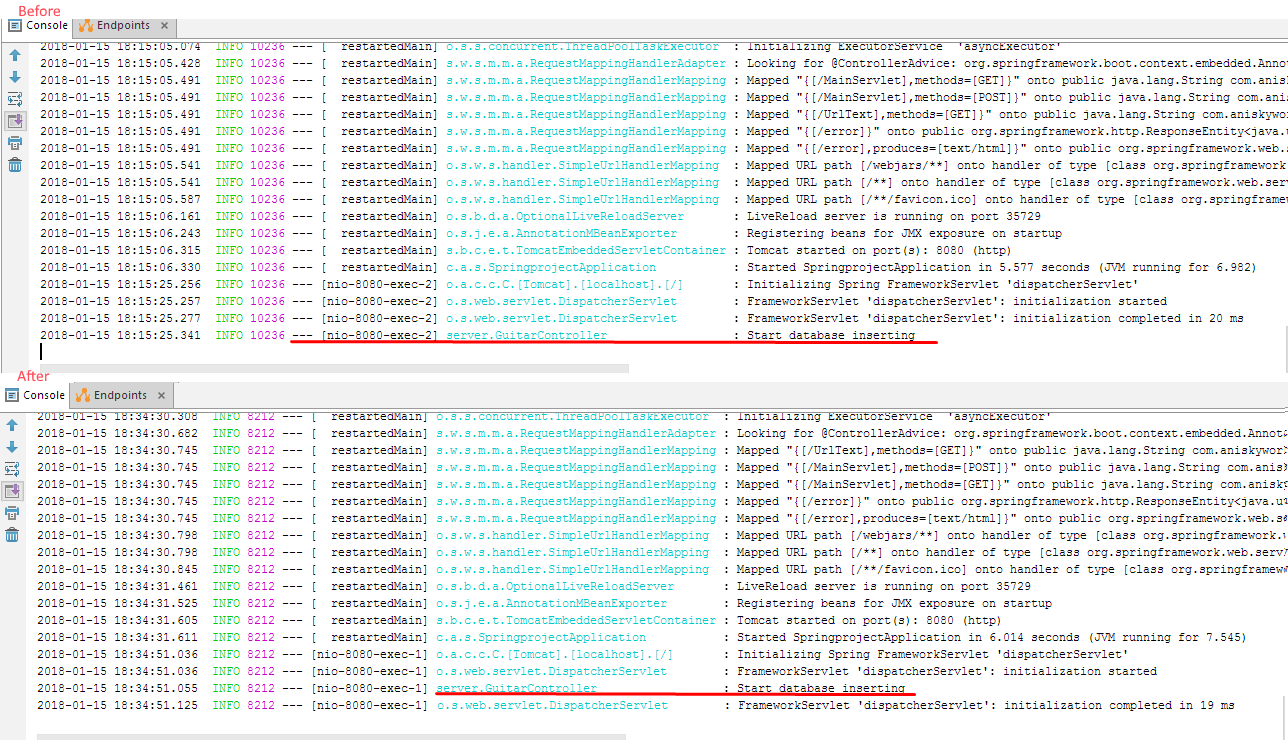 Before
Console Endpoints ×
2018-01-15 18:15:05.074 INFO 10236 --- [ restartedMain] o.s.s.concurrent.ThreadPoolTaskExecutor : Initializing ExecutorService 'asyncExecutor'
2018-01-15 18:15:05.428 INFO 10236 --- [ restartedMain] s.w.s.m.m.a.RequestMappingHandlerAdapter : Looking for @ControllerAdvice: org.springframework.boot.context.embedded.Anno
2018-01-15 18:15:05.491 INFO 10236 --- [ restartedMain] s.w.s.m.m.a.RequestMappingHandlerMapping : Mapped "{[/MainServlet],methods=[GET]}" onto public java.lang.String com.anisk
2018-01-15 18:15:05.491 INFO 10236 --- [ restartedMain] s.w.s.m.m.a.RequestMappingHandlerMapping : Mapped "{[/MainServlet],methods=[POST]}" onto public java.lang.String com.ani
2018-01-15 18:15:05.491 INFO 10236 --- [ restartedMain] s.w.s.m.m.a.RequestMappingHandlerMapping : Mapped "{[/UrlText],methods=[GET]}" onto public java.lang.String com.aniskywo
2018-01-15 18:15:05.491 INFO 10236 --- [ restartedMain] s.w.s.m.m.a.RequestMappingHandlerMapping : Mapped "{[/error]}" onto public org.springframework.http.ResponseEntity<java.
2018-01-15 18:15:05.491 INFO 10236 --- [ restartedMain] s.w.s.m.m.a.RequestMappingHandlerMapping : Mapped "{[/error],produces=[text/html]}" onto public org.springframework.web.
2018-01-15 18:15:05.541 INFO 10236 --- [ restartedMain] o.s.w.s.handler.SimpleUrlHandlerMapping : Mapped URL path [/webjars/**] onto handler of type [class org.springframework
2018-01-15 18:15:05.541 INFO 10236 --- [ restartedMain] o.s.w.s.handler.SimpleUrlHandlerMapping : Mapped URL path [/**] onto handler of type [class org.springframework.web.serv
2018-01-15 18:15:05.587 INFO 10236 --- [ restartedMain] o.s.w.s.handler.SimpleUrlHandlerMapping : Mapped URL path [/**/favicon.ico] onto handler of type [class org.springframew
2018-01-15 18:15:06.161 INFO 10236 --- [ restartedMain] o.s.b.d.a.OptionalLiveReloadServer : LiveReload server is running on port 35729
2018-01-15 18:15:06.243 INFO 10236 --- [ restartedMain] o.s.j.e.a.AnnotationMBeanExporter : Registering beans for JMX exposure on startup
2018-01-15 18:15:06.315 INFO 10236 --- [ restartedMain] s.b.c.e.t.TomcatEmbeddedServletContainer : Tomcat started on port(s): 8080 (http)
2018-01-15 18:15:06.330 INFO 10236 --- [ restartedMain] c.a.s.SpringprojectApplication : Started SpringprojectApplication in 5.577 seconds (JVM running for 6.982)
2018-01-15 18:15:25.256 INFO 10236 --- [nio-8080-exec-2] o.a.c.c.C.[Tomcat].[localhost].[/] : Initializing Spring FrameworkServlet 'dispatcherServlet'
2018-01-15 18:15:25.257 INFO 10236 --- [nio-8080-exec-2] o.s.web.servlet.DispatcherServlet : FrameworkServlet 'dispatcherServlet': initialization started
2018-01-15 18:15:25.277 INFO 10236 --- [nio-8080-exec-2] o.s.web.servlet.DispatcherServlet : FrameworkServlet 'dispatcherServlet': initialization completed in 20 ms
2018-01-15 18:15:25.341 INFO 10236 --- [nio-8080-exec-2] server.GuitarController : Start database inserting
After
Console Endpoints ×
2018-01-15 18:34:30.308 INFO 8212 --- [ restartedMain] o.s.s.concurrent.ThreadPoolTaskExecutor : Initializing ExecutorService 'asyncExecutor'
2018-01-15 18:34:30.682 INFO 8212 --- [ restartedMain] s.w.s.m.m.a.RequestMappingHandlerAdapter : Looking for @ControllerAdvice: org.springframework.boot.context.embedded.Annot
2018-01-15 18:34:30.745 INFO 8212 --- [ restartedMain] s.w.s.m.m.a.RequestMappingHandlerMapping : Mapped "{[/UrlText],methods=[GET]}" onto public java.lang.String com.aniskywor
2018-01-15 18:34:30.745 INFO 8212 --- [ restartedMain] s.w.s.m.m.a.RequestMappingHandlerMapping : Mapped "{[/MainServlet],methods=[POST]}" onto public java.lang.String com.anis
2018-01-15 18:34:30.745 INFO 8212 --- [ restartedMain] s.w.s.m.m.a.RequestMappingHandlerMapping : Mapped "{[/MainServlet],methods=[GET]}" onto public java.lang.String com.anisk
2018-01-15 18:34:30.745 INFO 8212 --- [ restartedMain] s.w.s.m.m.a.RequestMappingHandlerMapping : Mapped "{[/error]}" onto public org.springframework.http.ResponseEntity<java.u
2018-01-15 18:34:30.745 INFO 8212 --- [ restartedMain] s.w.s.m.m.a.RequestMappingHandlerMapping : Mapped "{[/error],produces=[text/html]}" onto public org.springframework.web.s
2018-01-15 18:34:30.798 INFO 8212 --- [ restartedMain] o.s.w.s.handler.SimpleUrlHandlerMapping : Mapped URL path [/webjars/**] onto handler of type [class org.springframework.
2018-01-15 18:34:30.798 INFO 8212 --- [ restartedMain] o.s.w.s.handler.SimpleUrlHandlerMapping : Mapped URL path [/**] onto handler of type [class org.springframework.web.serv
2018-01-15 18:34:30.845 INFO 8212 --- [ restartedMain] o.s.w.s.handler.SimpleUrlHandlerMapping : Mapped URL path [/**/favicon.ico] onto handler of type [class org.springframew
2018-01-15 18:34:31.461 INFO 8212 --- [ restartedMain] o.s.b.d.a.OptionalLiveReloadServer : LiveReload server is running on port 35729
2018-01-15 18:34:31.525 INFO 8212 --- [ restartedMain] o.s.j.e.a.AnnotationMBeanExporter : Registering beans for JMX exposure on startup
2018-01-15 18:34:31.605 INFO 8212 --- [ restartedMain] s.b.c.e.t.TomcatEmbeddedServletContainer : Tomcat started on port(s): 8080 (http)
2018-01-15 18:34:31.611 INFO 8212 --- [ restartedMain] c.a.s.SpringprojectApplication : Started SpringprojectApplication in 6.014 seconds (JVM running for 7.545)
2018-01-15 18:34:51.036 INFO 8212 --- [nio-8080-exec-1] o.a.c.c.C.[Tomcat].[localhost].[/] : Initializing Spring FrameworkServlet 'dispatcherServlet'
2018-01-15 18:34:51.036 INFO 8212 --- [nio-8080-exec-1] o.s.web.servlet.DispatcherServlet : FrameworkServlet 'dispatcherServlet': initialization started
2018-01-15 18:34:51.055 INFO 8212 --- [nio-8080-exec-1] server.GuitarController : Start database inserting
2018-01-15 18:34:51.125 INFO 8212 --- [nio-8080-exec-1] o.s.web.servlet.DispatcherServlet : FrameworkServlet 'dispatcherServlet': initialization completed in 19 ms